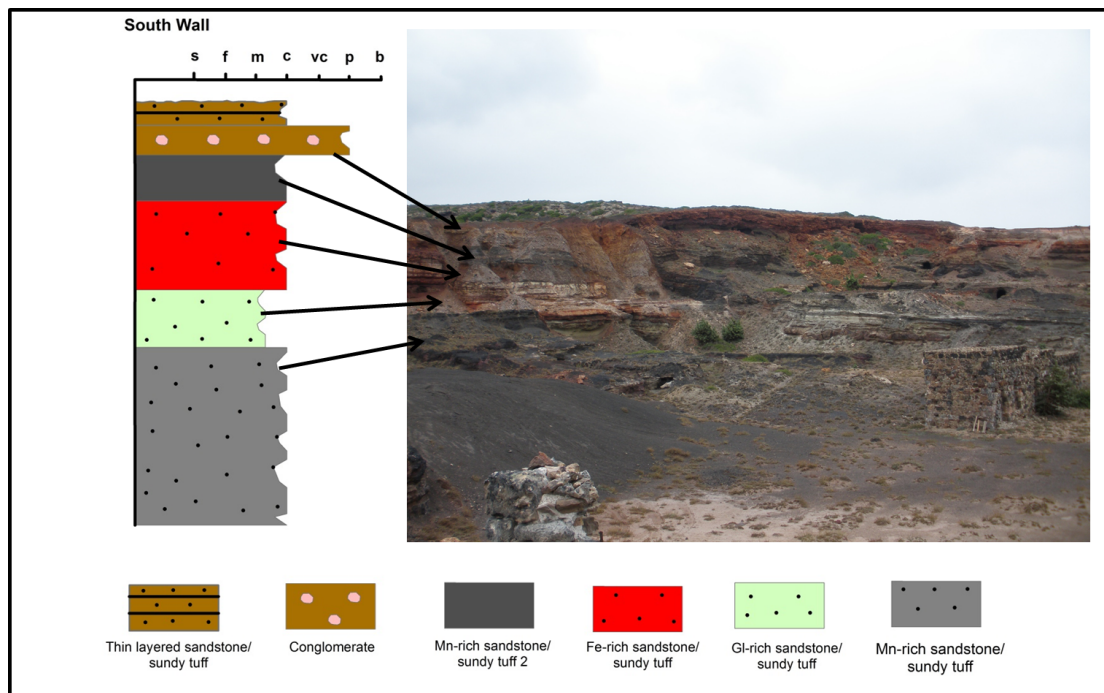 South Wall
s f m c vc p b
Thin layered sandstone/
sundy tuff
Conglomerate
Mn-rich sandstone/
sundy tuff 2
Fe-rich sandstone/
sundy tuff
Gl-rich sandstone/
sundy tuff
Mn-rich sandstone/
sundy tuff